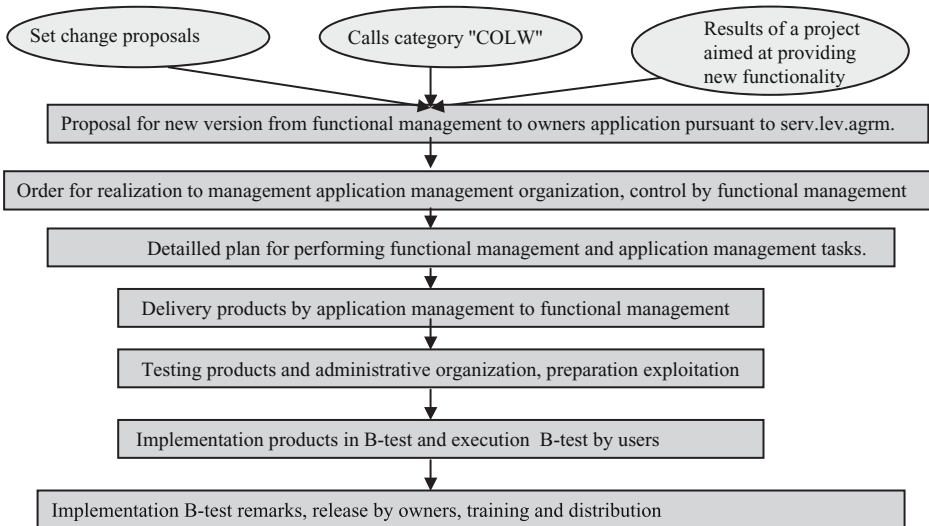 Set change proposals
Calls category "COLW"
Results of a project
aimed at providing
new functionality
Proposal for new version from functional management to owners application pursuant to serv.lev.agrm.
Order for realization to management application management organization, control by functional management
Detailled plan for performing functional management and application management tasks.
Delivery products by application management to functional management
Testing products and administrative organization, preparation exploitation
Implementation products in B-test and execution B-test by users
Implementation B-test remarks, release by owners, training and distribution